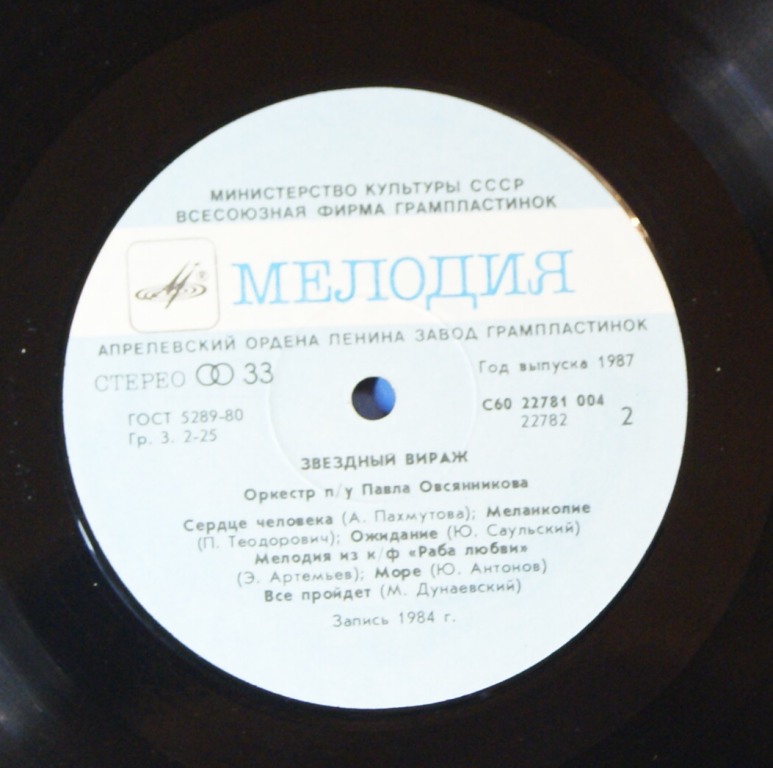 МИНИСТЕРСТВО КУЛЬТУРЫ СССР
ВСЕСОЮЗНАЯ ФИРМА ГРАМПЛАСТИНОК
® МЕЛОДИЯ
АПРЕЛЕВСКИЙ ОРДЕНА ЛЕНИНА ЗАВОД ГРАМПЛАСТИНОК
СТЕРЕО 33
Год выпуска 1987
ГОСТ 5289-80
Гр. 3. 2-25
С60 22781 004
22782 2
ЗВЕЗДНЫЙ ВИРАЖ
Оркестр п/у Павла Овсянникова
Сердце человека (А. Пахмутова); Меланколие
(П. Теодорович); Ожидание (Ю. Саульский)
Мелодия из к/ф «Раба любви»
(Э. Артемьев); Море (Ю. Антонов)
Все пройдет (М. Дунаевский)
Запись 1984 г.